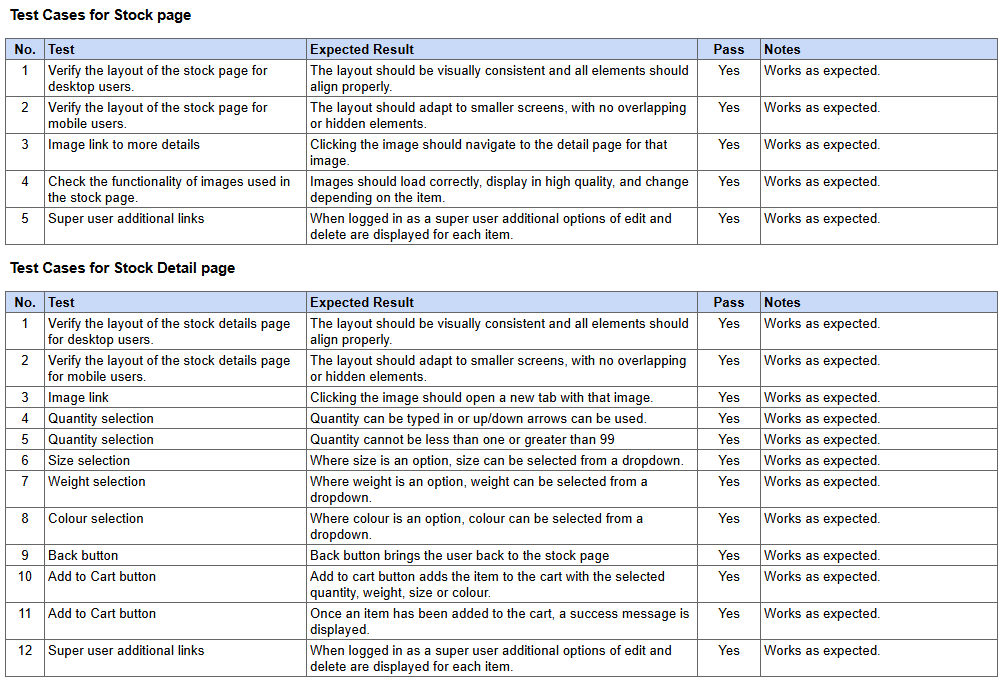 Test Cases for Stock page
No. Test Expected Result Pass Notes
1 Verify the layout of the stock page for The layout should be visually consistent and all elements should Yes Works as expected.
desktop users. align properly.
2 Verify the layout of the stock page for The layout should adapt to smaller screens, with no overlapping Yes Works as expected.
mobile users. or hidden elements.
3 Image link to more details Clicking the image should navigate to the detail page for that Yes Works as expected.
image.
4 Check the functionality of images used in Images should load correctly, display in high quality, and change Yes Works as expected.
the stock page. depending on the item.
5 Super user additional links When logged in as a super user additional options of edit and Yes Works as expected.
delete are displayed for each item.
Test Cases for Stock Detail page
No. Test Expected Result Pass Notes
1 Verify the layout of the stock details page The layout should be visually consistent and all elements should Yes Works as expected.
for desktop users. align properly.
2 Verify the layout of the stock details page The layout should adapt to smaller screens, with no overlapping Yes Works as expected.
for mobile users. or hidden elements.
3 Image link Clicking the image should open a new tab with that image. Yes Works as expected.
4 Quantity selection Quantity can be typed in or up/down arrows can be used. Yes Works as expected.
5 Quantity selection Quantity cannot be less than one or greater than 99 Yes Works as expected.
6 Size selection Where size is an option, size can be selected from a dropdown. Yes Works as expected.
7 Weight selection Where weight is an option, weight can be selected from a Yes Works as expected.
dropdown.
8 Colour selection Where colour is an option, colour can be selected from a Yes Works as expected.
dropdown.
9 Back button Back button brings the user back to the stock page Yes Works as expected.
10 Add to Cart button Add to cart button adds the item to the cart with the selected Yes Works as expected.
quantity, weight, size or colour.
11 Add to Cart button Once an item has been added to the cart, a success message is Yes Works as expected.
displayed.
12 Super user additional links When logged in as a super user additional options of edit and Yes Works as expected.
delete are displayed for each item.